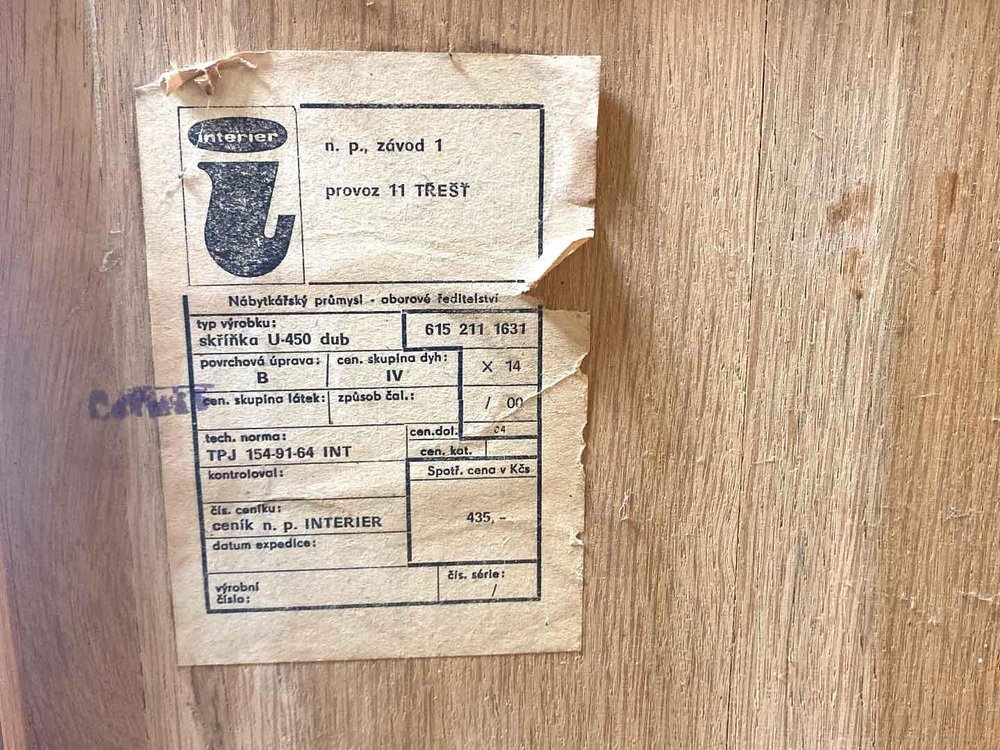 interier
n. p., závod 1
provoz 11 TŘEŠŤ
Nábytkářský průmysl - oborové ředitelství
typ výrobku:
skříňka U-450 dub
615 211 1631
povrchová úprava:
B
cen. skupina dyh:
IV
X 14
cen. skupina látek:
způsob čal.:
/ 00
tech. norma:
TPJ 154-91-64 INT
cen.dol.
04
cen. kat.
kontroloval:
Spotř. cena v Kčs
435,-
čís. ceníku:
ceník n. p. INTERIER
datum expedice:
výrobní
číslo:
čís. série:
/